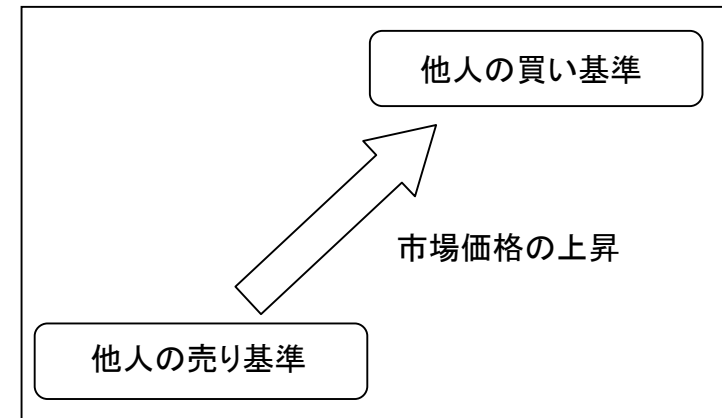 他人の買い基準
市場価格の上昇
他人の売り基準